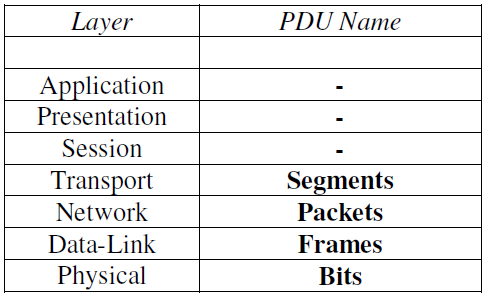 Layer PDU Name
Application -
Presentation -
Session -
Transport Segments
Network Packets
Data-Link Frames
Physical Bits